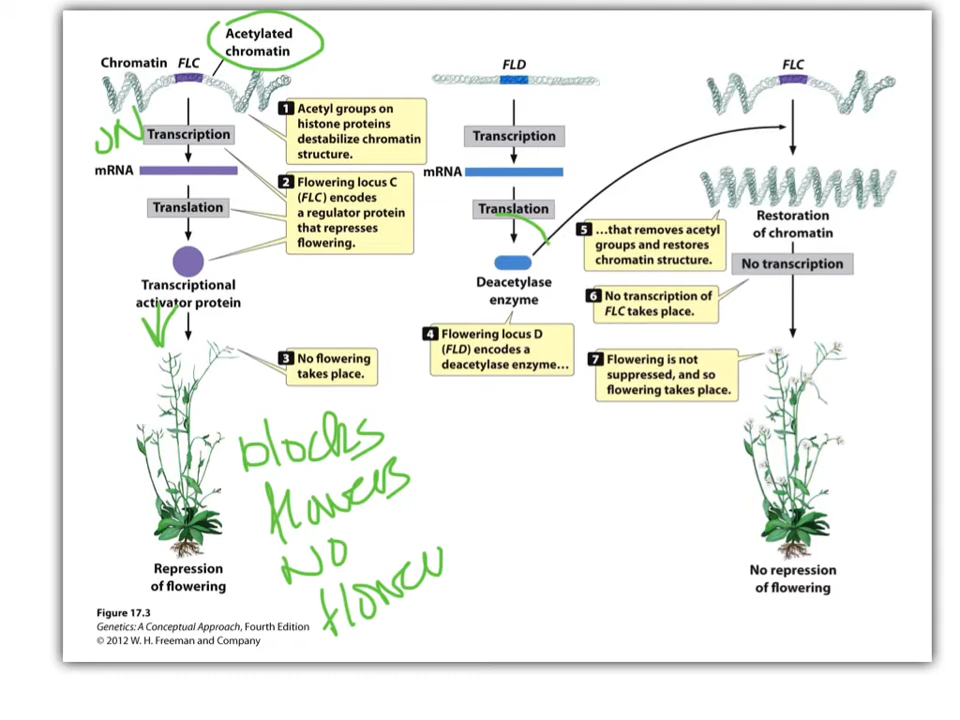 Acetylated
chromatin
Chromatin FLC
ON
Transcription
mRNA
Translation
Transcriptional
activator protein
1 Acetyl groups on
histone proteins
destabilize chromatin
structure.
2 Flowering locus C
(FLC) encodes
a regulator protein
that represses
flowering.
3 No flowering
takes place.
blocks
flowers
NO
flower
Repression
of flowering
FLD
Transcription
mRNA
Translation
Deacetylase
enzyme
4 Flowering locus D
(FLD) encodes a
deacetylase enzyme...
FLC
5 ...that removes acetyl
groups and restores
chromatin structure.
Restoration
of chromatin
No transcription
6 No transcription of
FLC takes place.
7 Flowering is not
suppressed, and so
flowering takes place.
No repression
of flowering
Figure 17.3
Genetics: A Conceptual Approach, Fourth Edition
© 2012 W. H. Freeman and Company